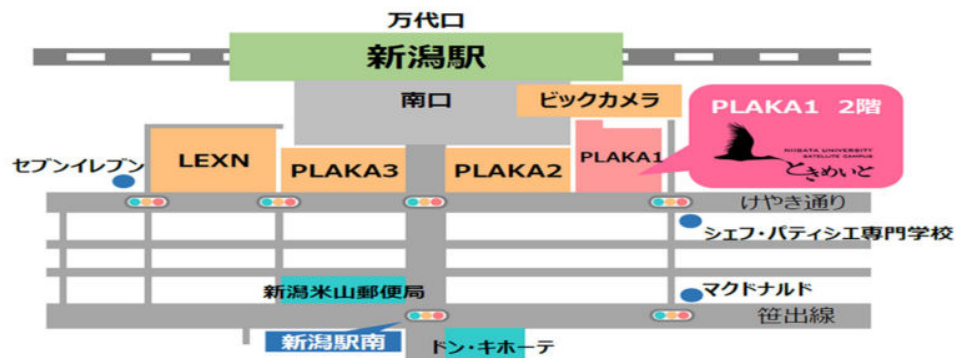 万代口
新潟駅
南口
ビックカメラ
PLAKA1 2階
NIIGATA UNIVERSITY
SATELLITE CAMPUS
ときめいと
LEXN
PLAKA3
PLAKA2
PLAKA1
セブンイレブン
けやき通り
シェフ・パティシエ専門学校
新潟米山郵便局
マクドナルド
笹出線
新潟駅南
ドン・キホーテ